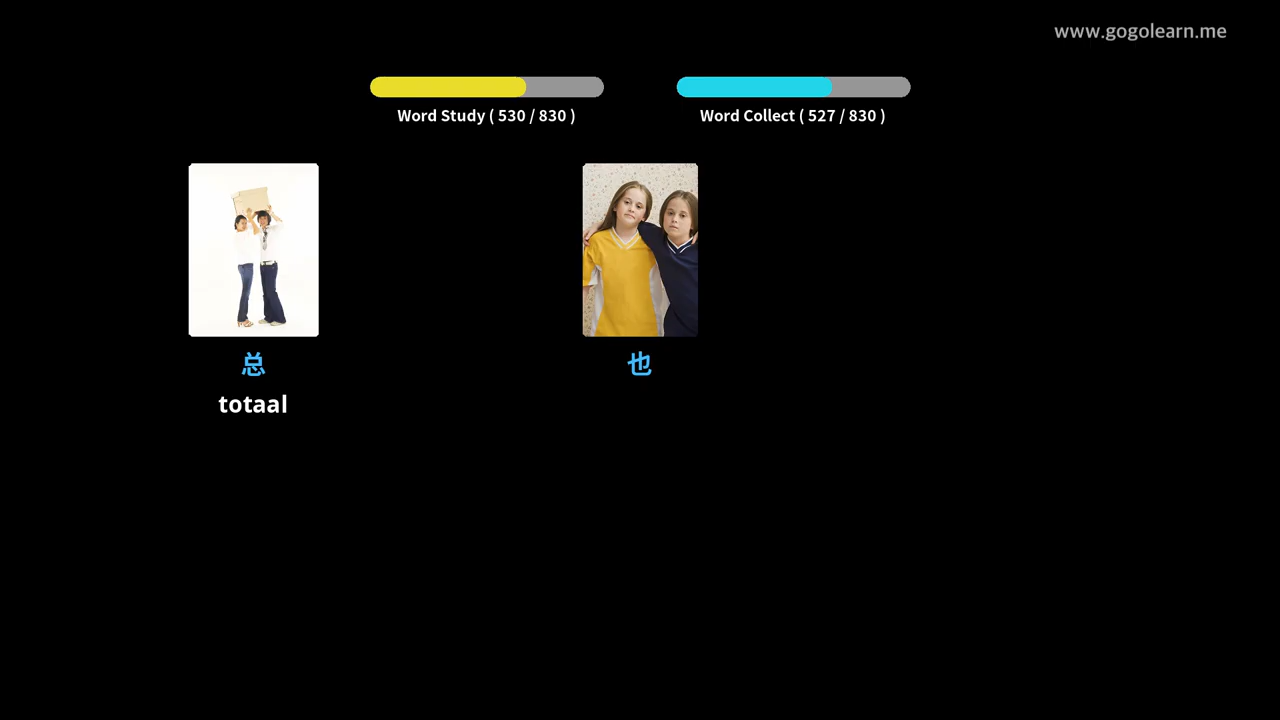 www.gogolearn.me
Word Study ( 530 / 830 )
Word Collect ( 527 / 830 )
总
totaal
也